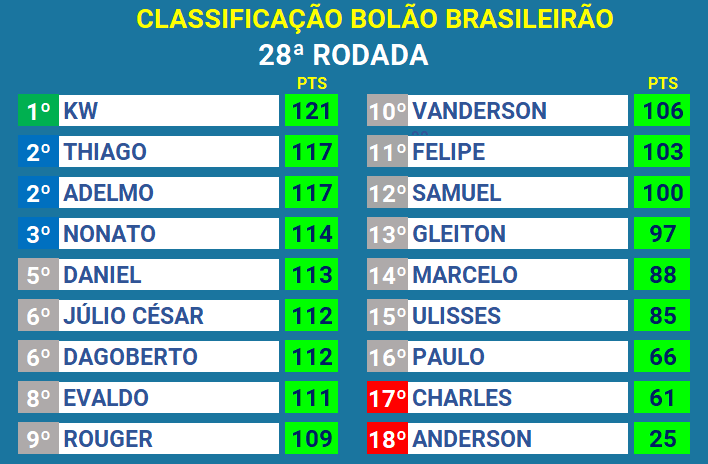 CLASSIFICAÇÃO BOLÃO BRASILEIRÃO
28ª RODADA
PTS
1º KW 121
2º THIAGO 117
2º ADELMO 117
3º NONATO 114
5º DANIEL 113
6º JÚLIO CÉSAR 112
6º DAGOBERTO 112
8º EVALDO 111
9º ROUGER 109
PTS
10º VANDERSON 106
11º FELIPE 103
12º SAMUEL 100
13º GLEITON 97
14º MARCELO 88
15º ULISSES 85
16º PAULO 66
17º CHARLES 61
18º ANDERSON 25